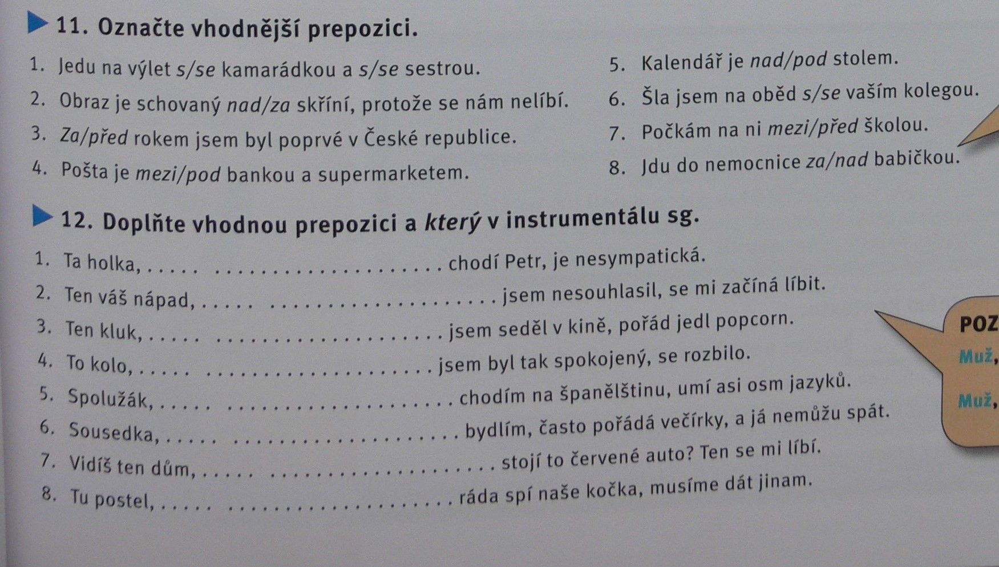 11. Označte vhodnější prepozici.
1. Jedu na výlet s/se kamarádkou a s/se sestrou.
2. Obraz je schovaný nad/za skříní, protože se nám nelíbí.
3. Za/před rokem jsem byl poprvé v České republice.
4. Pošta je mezi/pod bankou a supermarketem.
5. Kalendář je nad/pod stolem.
6. Šla jsem na oběd s/se vaším kolegou.
7. Počkám na ni mezi/před školou.
8. Jdu do nemocnice za/nad babičkou.
12. Doplňte vhodnou prepozici a který v instrumentálu sg.
1. Ta holka, ..... .................... chodí Petr, je nesympatická.
2. Ten váš nápad, ..... .................... jsem nesouhlasil, se mi začíná líbit.
3. Ten kluk, ..... .................... jsem seděl v kině, pořád jedl popcorn.
4. To kolo, ..... .................... jsem byl tak spokojený, se rozbilo.
5. Spolužák, ..... .................... chodím na španělštinu, umí asi osm jazyků.
6. Sousedka, ..... .................... bydlím, často pořádá večírky, a já nemůžu spát.
7. Vidíš ten dům, ..... .................... stojí to červené auto? Ten se mi líbí.
8. Tu postel, ..... .................... ráda spí naše kočka, musíme dát jinam.
POZ
Muž,
Muž,